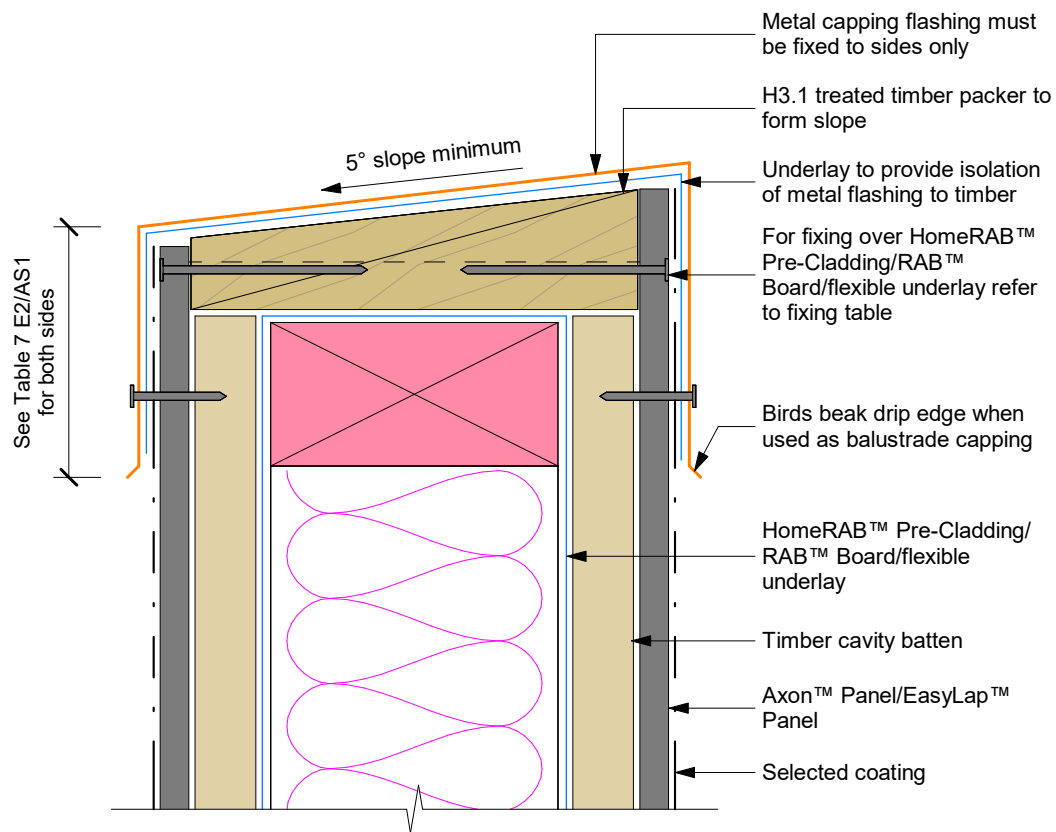 Metal capping flashing must
be fixed to sides only
H3.1 treated timber packer to
form slope
5° slope minimum
Underlay to provide isolation
of metal flashing to timber
For fixing over HomeRAB™
Pre-Cladding/RAB™
Board/flexible underlay refer
to fixing table
See Table 7 E2/AS1
for both sides
Birds beak drip edge when
used as balustrade capping
HomeRAB™ Pre-Cladding/
RAB™ Board/flexible
underlay
Timber cavity batten
Axon™ Panel/EasyLap™
Panel
Selected coating